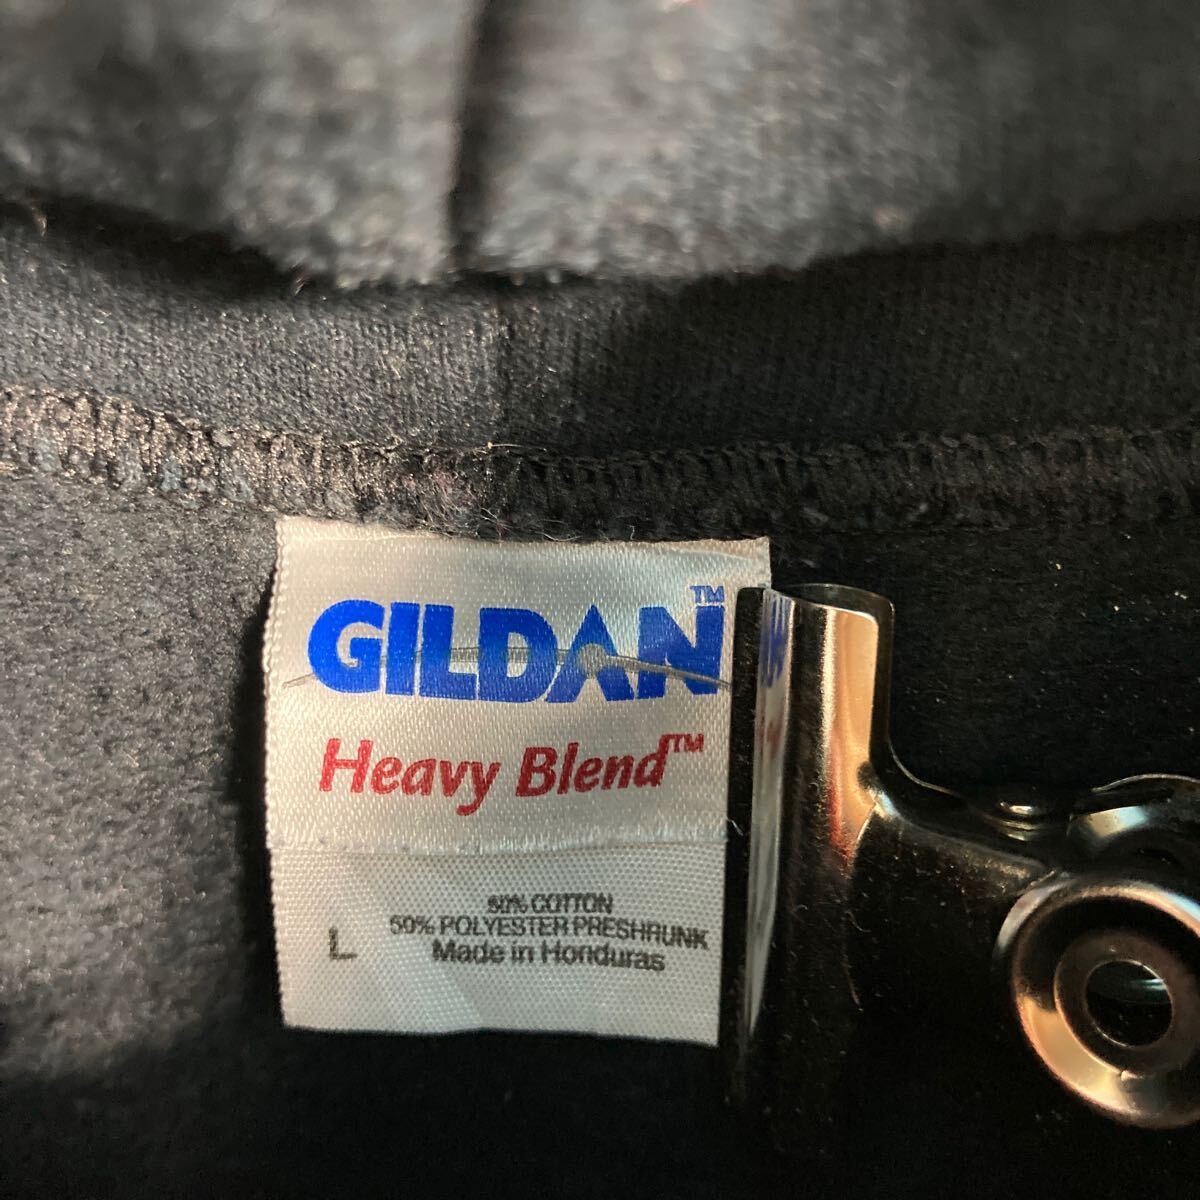 GILDAN™
Heavy Blend™
50% COTTON
50% POLYESTER PRESHRUNK
L Made in Honduras